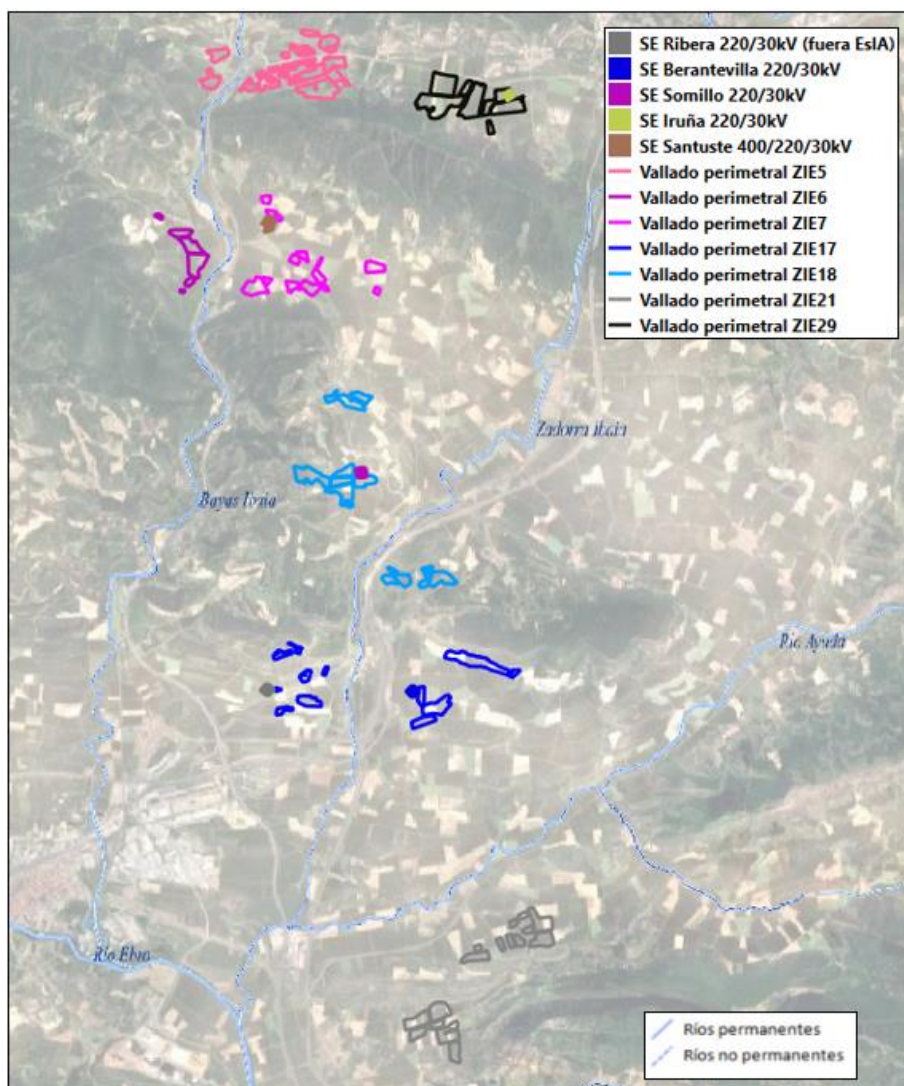 SE Ribera 220/30kV (fuera EsIA)
SE Berantevilla 220/30kV
SE Somillo 220/30kV
SE Iruña 220/30kV
SE Santuste 400/220/30kV
Vallado perimetral ZIE5
Vallado perimetral ZIE6
Vallado perimetral ZIE7
Vallado perimetral ZIE17
Vallado perimetral ZIE18
Vallado perimetral ZIE21
Vallado perimetral ZIE29
Zadorra ibaia
Bayas Ibaia
Río Ayuda
Río Ebro
Ríos permanentes
Ríos no permanentes